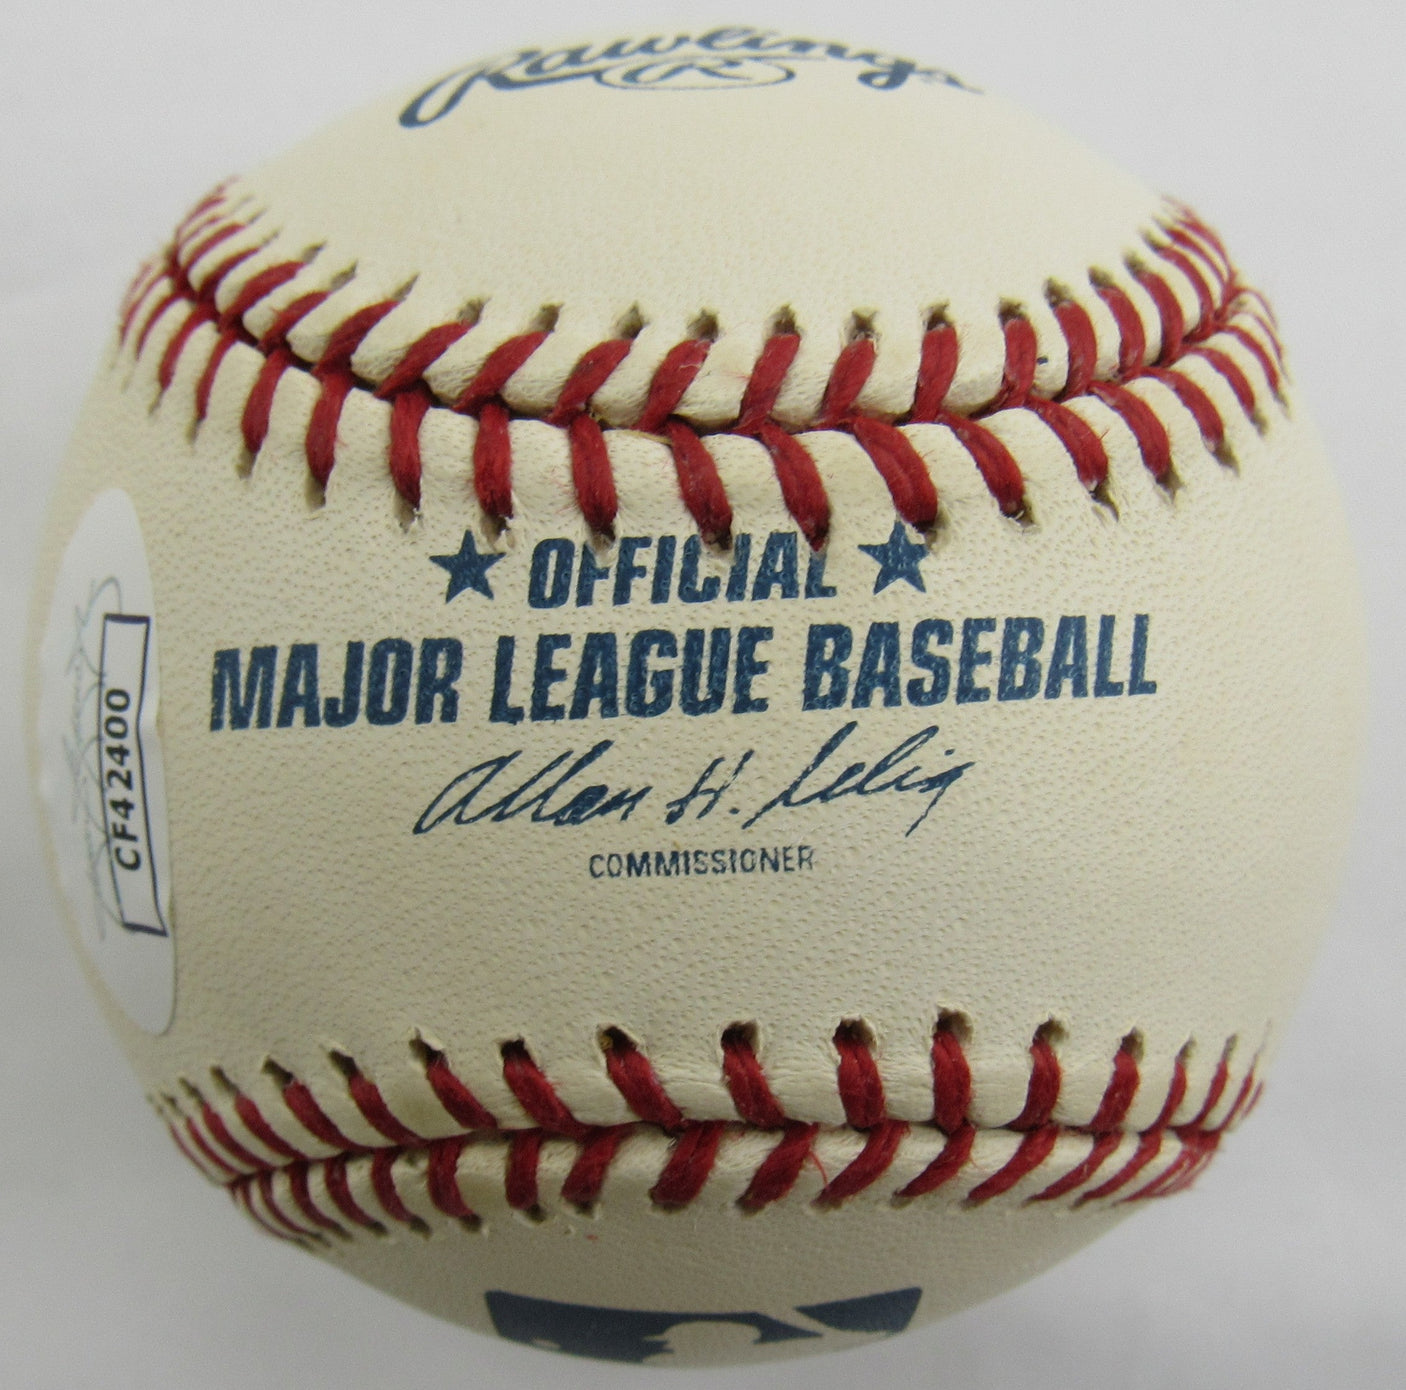 Rawlings
R
★ OFFICIAL ★
MAJOR LEAGUE BASEBALL
Allan H. Selig
COMMISSIONER
CF42400